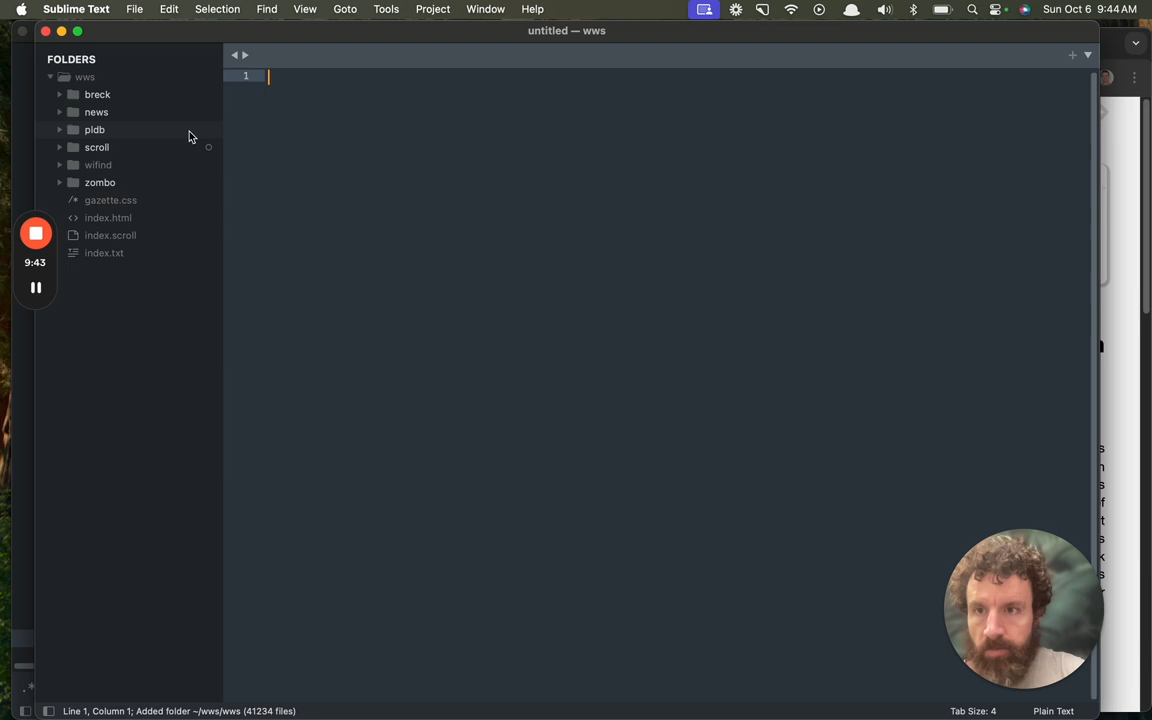 Sublime Text File Edit Selection Find View Goto Tools Project Window Help Sun Oct 6 9:44 AM
untitled — wws
FOLDERS
wws
1
breck
news
pldb
scroll
wifind
zombo
/* gazette.css
<> index.html
index.scroll
index.txt
9:43
.*
Line 1, Column 1; Added folder ~/wws/wws (41234 files) Tab Size: 4 Plain Text